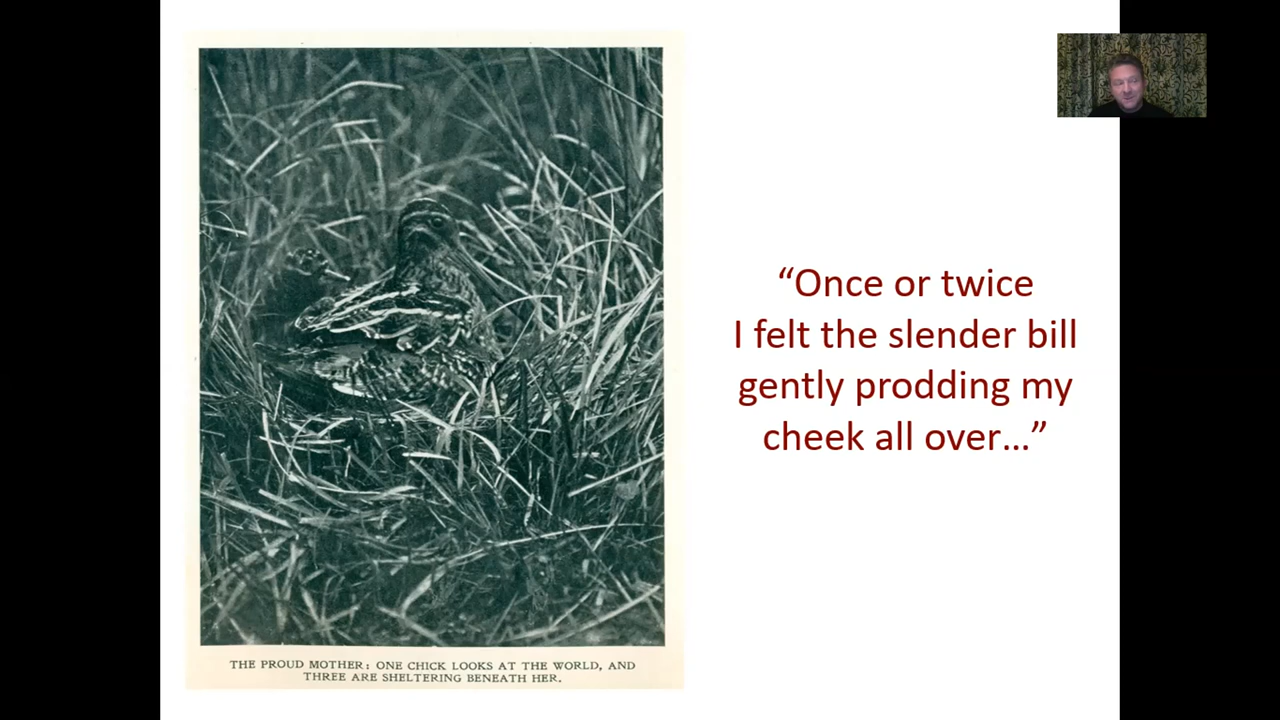 THE PROUD MOTHER: ONE CHICK LOOKS AT THE WORLD, AND
THREE ARE SHELTERING BENEATH HER.
“Once or twice
I felt the slender bill
gently prodding my
cheek all over...”